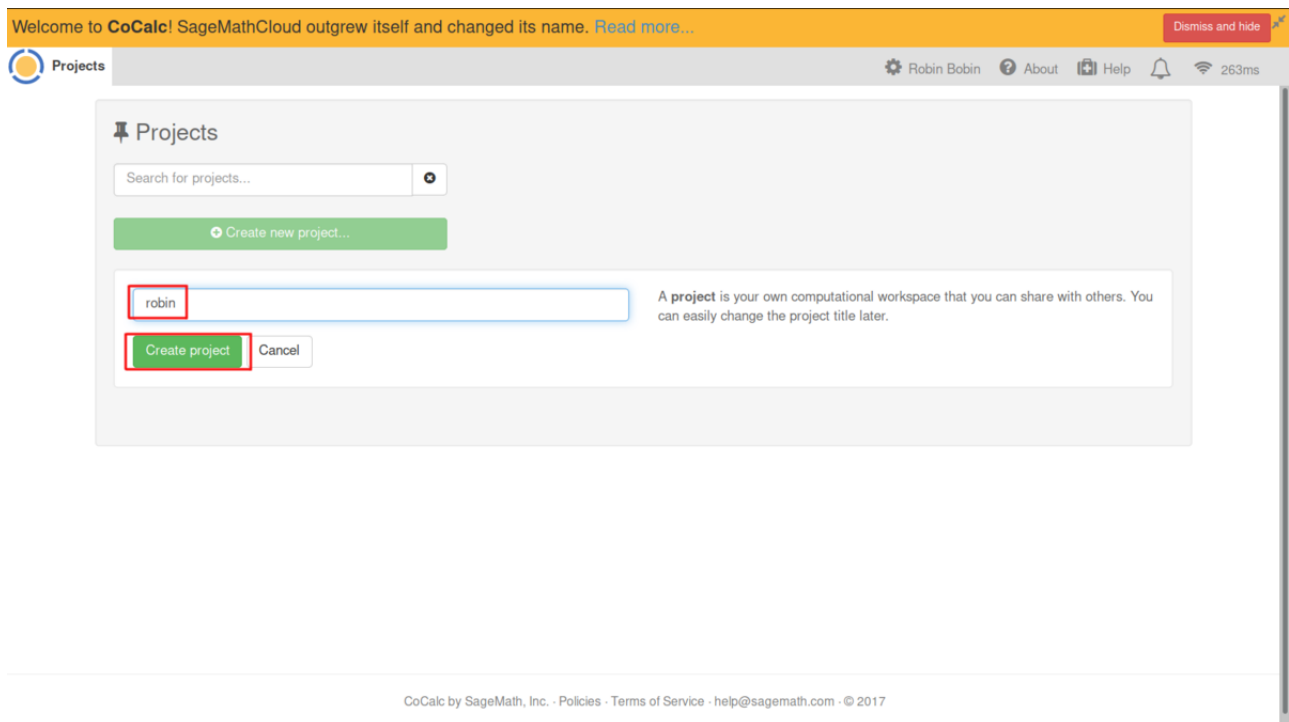 Welcome to CoCalc! SageMathCloud outgrew itself and changed its name. Read more...
Dismiss and hide
Projects
Robin Bobin
About
Help
263ms
Projects
Search for projects...
Create new project...
robin
A project is your own computational workspace that you can share with others. You
can easily change the project title later.
Create project
Cancel
CoCalc by SageMath, Inc. · Policies · Terms of Service · help@sagemath.com · © 2017